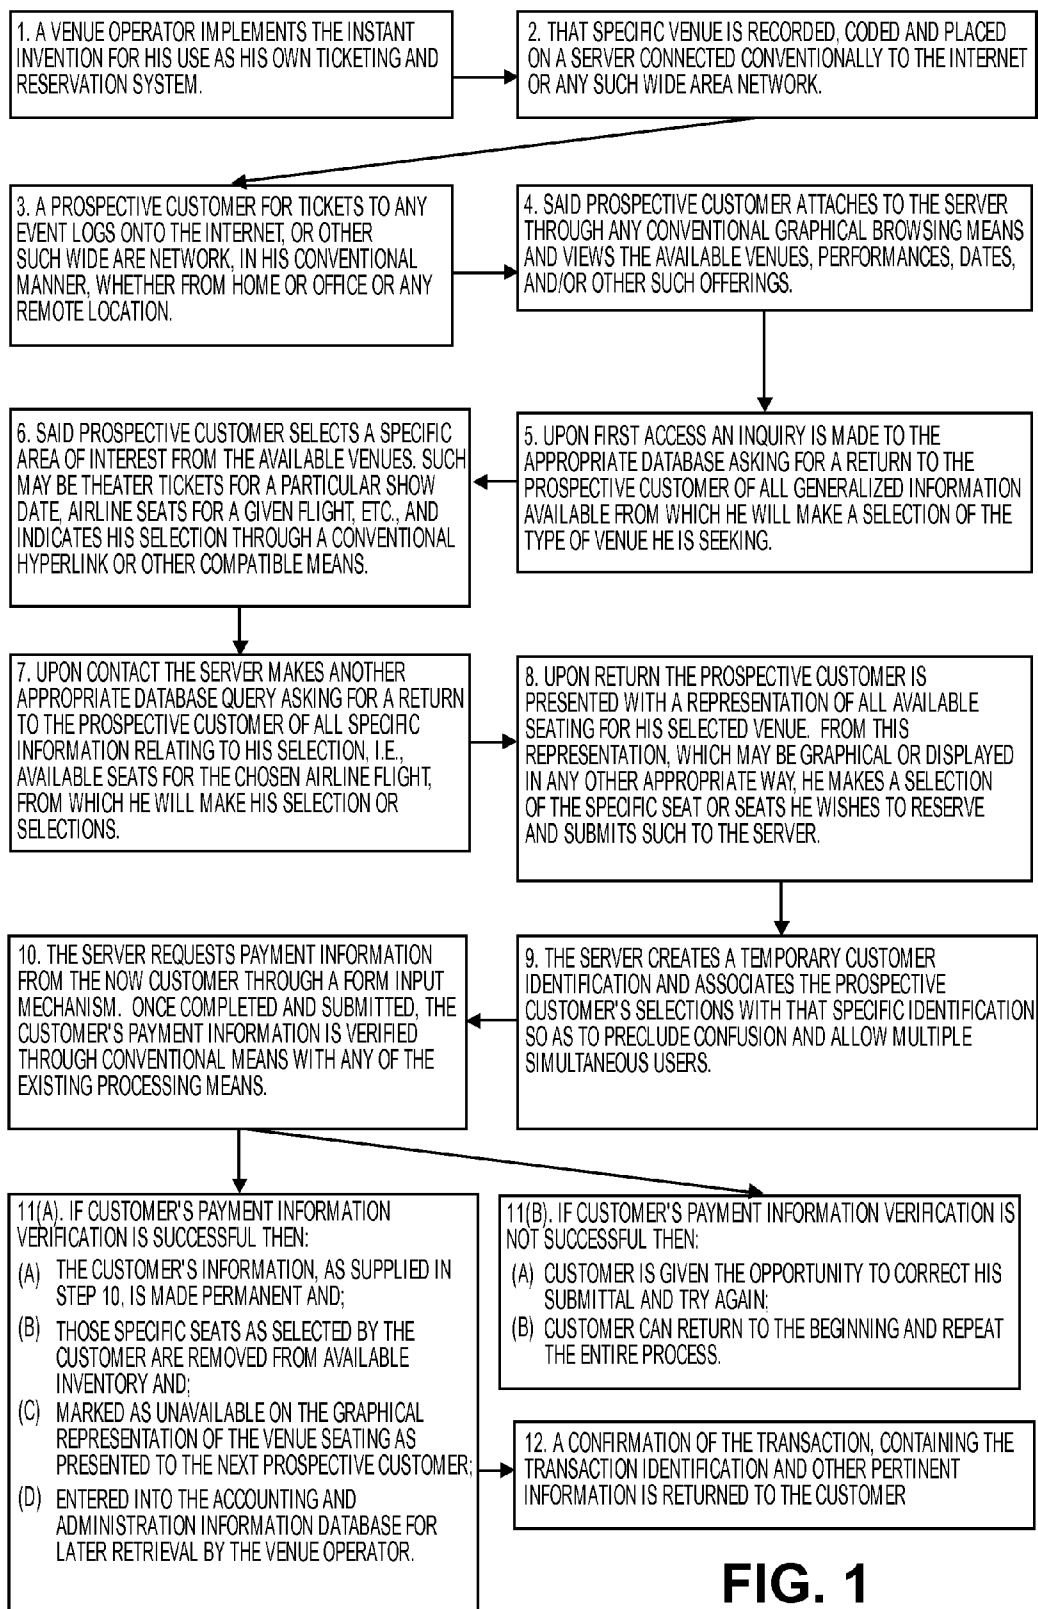 1. A VENUE OPERATOR IMPLEMENTS THE INSTANT
INVENTION FOR HIS USE AS HIS OWN TICKETING AND
RESERVATION SYSTEM.
2. THAT SPECIFIC VENUE IS RECORDED, CODED AND PLACED
ON A SERVER CONNECTED CONVENTIONALLY TO THE INTERNET
OR ANY SUCH WIDE AREA NETWORK.
3. A PROSPECTIVE CUSTOMER FOR TICKETS TO ANY
EVENT LOGS ONTO THE INTERNET, OR OTHER
SUCH WIDE ARE NETWORK, IN HIS CONVENTIONAL
MANNER, WHETHER FROM HOME OR OFFICE OR ANY
REMOTE LOCATION.
4. SAID PROSPECTIVE CUSTOMER ATTACHES TO THE SERVER
THROUGH ANY CONVENTIONAL GRAPHICAL BROWSING MEANS
AND VIEWS THE AVAILABLE VENUES, PERFORMANCES, DATES,
AND/OR OTHER SUCH OFFERINGS.
5. UPON FIRST ACCESS AN INQUIRY IS MADE TO THE
APPROPRIATE DATABASE ASKING FOR A RETURN TO THE
PROSPECTIVE CUSTOMER OF ALL GENERALIZED INFORMATION
AVAILABLE FROM WHICH HE WILL MAKE A SELECTION OF THE
TYPE OF VENUE HE IS SEEKING.
6. SAID PROSPECTIVE CUSTOMER SELECTS A SPECIFIC
AREA OF INTEREST FROM THE AVAILABLE VENUES. SUCH
MAY BE THEATER TICKETS FOR A PARTICULAR SHOW
DATE, AIRLINE SEATS FOR A GIVEN FLIGHT, ETC., AND
INDICATES HIS SELECTION THROUGH A CONVENTIONAL
HYPERLINK OR OTHER COMPATIBLE MEANS.
7. UPON CONTACT THE SERVER MAKES ANOTHER
APPROPRIATE DATABASE QUERY ASKING FOR A RETURN
TO THE PROSPECTIVE CUSTOMER OF ALL SPECIFIC
INFORMATION RELATING TO HIS SELECTION, I.E.,
AVAILABLE SEATS FOR THE CHOSEN AIRLINE FLIGHT,
FROM WHICH HE WILL MAKE HIS SELECTION OR
SELECTIONS.
8. UPON RETURN THE PROSPECTIVE CUSTOMER IS
PRESENTED WITH A REPRESENTATION OF ALL AVAILABLE
SEATING FOR HIS SELECTED VENUE. FROM THIS
REPRESENTATION, WHICH MAY BE GRAPHICAL OR DISPLAYED
IN ANY OTHER APPROPRIATE WAY, HE MAKES A SELECTION
OF THE SPECIFIC SEAT OR SEATS HE WISHES TO RESERVE
AND SUBMITS SUCH TO THE SERVER.
9. THE SERVER CREATES A TEMPORARY CUSTOMER
IDENTIFICATION AND ASSOCIATES THE PROSPECTIVE
CUSTOMER'S SELECTIONS WITH THAT SPECIFIC IDENTIFICATION
SO AS TO PRECLUDE CONFUSION AND ALLOW MULTIPLE
SIMULTANEOUS USERS.
10. THE SERVER REQUESTS PAYMENT INFORMATION
FROM THE NOW CUSTOMER THROUGH A FORM INPUT
MECHANISM. ONCE COMPLETED AND SUBMITTED, THE
CUSTOMER'S PAYMENT INFORMATION IS VERIFIED
THROUGH CONVENTIONAL MEANS WITH ANY OF THE
EXISTING PROCESSING MEANS.
11(A). IF CUSTOMER'S PAYMENT INFORMATION
VERIFICATION IS SUCCESSFUL THEN:
(A) THE CUSTOMER'S INFORMATION, AS SUPPLIED IN
STEP 10, IS MADE PERMANENT AND;
(B) THOSE SPECIFIC SEATS AS SELECTED BY THE
CUSTOMER ARE REMOVED FROM AVAILABLE
INVENTORY AND;
(C) MARKED AS UNAVAILABLE ON THE GRAPHICAL
REPRESENTATION OF THE VENUE SEATING AS
PRESENTED TO THE NEXT PROSPECTIVE CUSTOMER;
(D) ENTERED INTO THE ACCOUNTING AND
ADMINISTRATION INFORMATION DATABASE FOR
LATER RETRIEVAL BY THE VENUE OPERATOR.
11(B). IF CUSTOMER'S PAYMENT INFORMATION VERIFICATION IS
NOT SUCCESSFUL THEN:
(A) CUSTOMER IS GIVEN THE OPPORTUNITY TO CORRECT HIS
SUBMITTAL AND TRY AGAIN;
(B) CUSTOMER CAN RETURN TO THE BEGINNING AND REPEAT
THE ENTIRE PROCESS.
12. A CONFIRMATION OF THE TRANSACTION, CONTAINING THE
TRANSACTION IDENTIFICATION AND OTHER PERTINENT
INFORMATION IS RETURNED TO THE CUSTOMER
FIG. 1